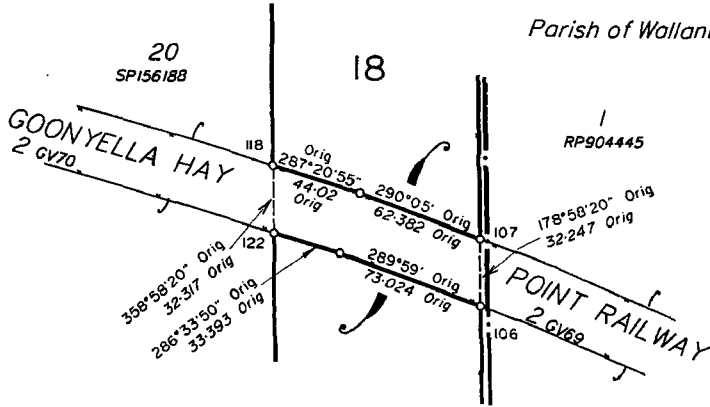 Parish of Wallan
20
SP156188
18
1
RP904445
GOONYELLA HAY
2 GV70
118
Orig
287°20'55"
44·02
Orig
290°05' Orig
62·382 Orig
107
178°58'20" Orig
32·247 Orig
122
358°58'20" Orig
32·317 Orig
286°33'50" Orig
33·393 Orig
289°59' Orig
73·024 Orig
106
POINT RAILWAY
2 GV69